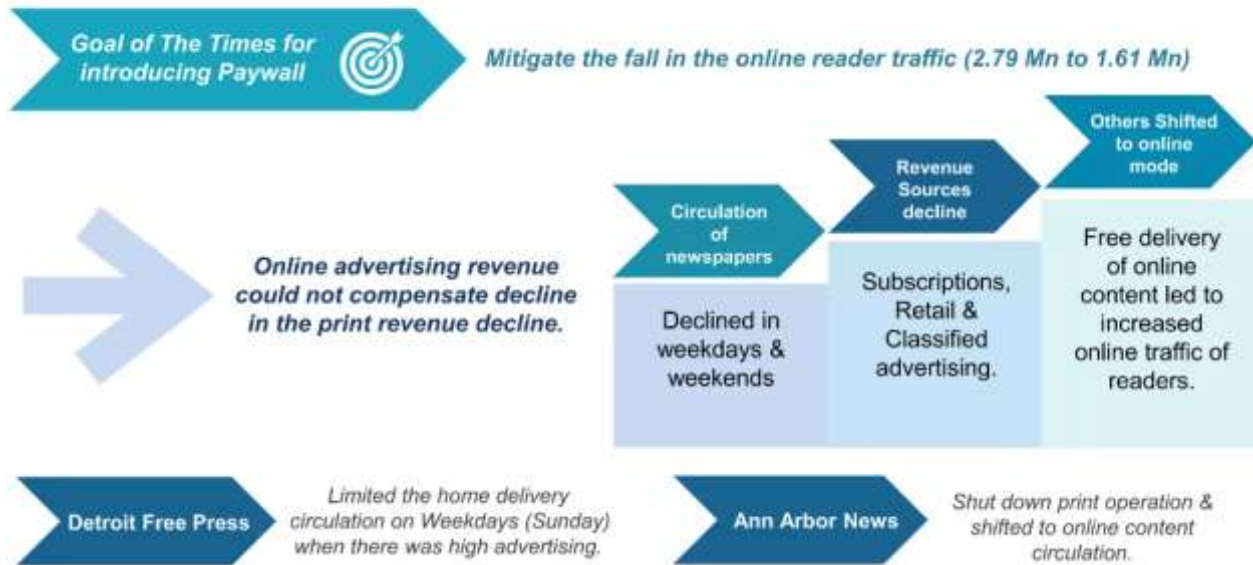 Goal of The Times for
introducing Paywall
Mitigate the fall in the online reader traffic (2.79 Mn to 1.61 Mn)
Others Shifted
to online
mode
Revenue
Sources
decline
Circulation
of
newspapers
Online advertising revenue
could not compensate decline
in the print revenue decline.
Declined in
weekdays &
weekends
Subscriptions,
Retail &
Classified
advertising.
Free delivery
of online
content led to
increased
online traffic of
readers.
Detroit Free Press
Limited the home delivery
circulation on Weekdays (Sunday)
when there was high advertising.
Ann Arbor News
Shut down print operation &
shifted to online content
circulation.